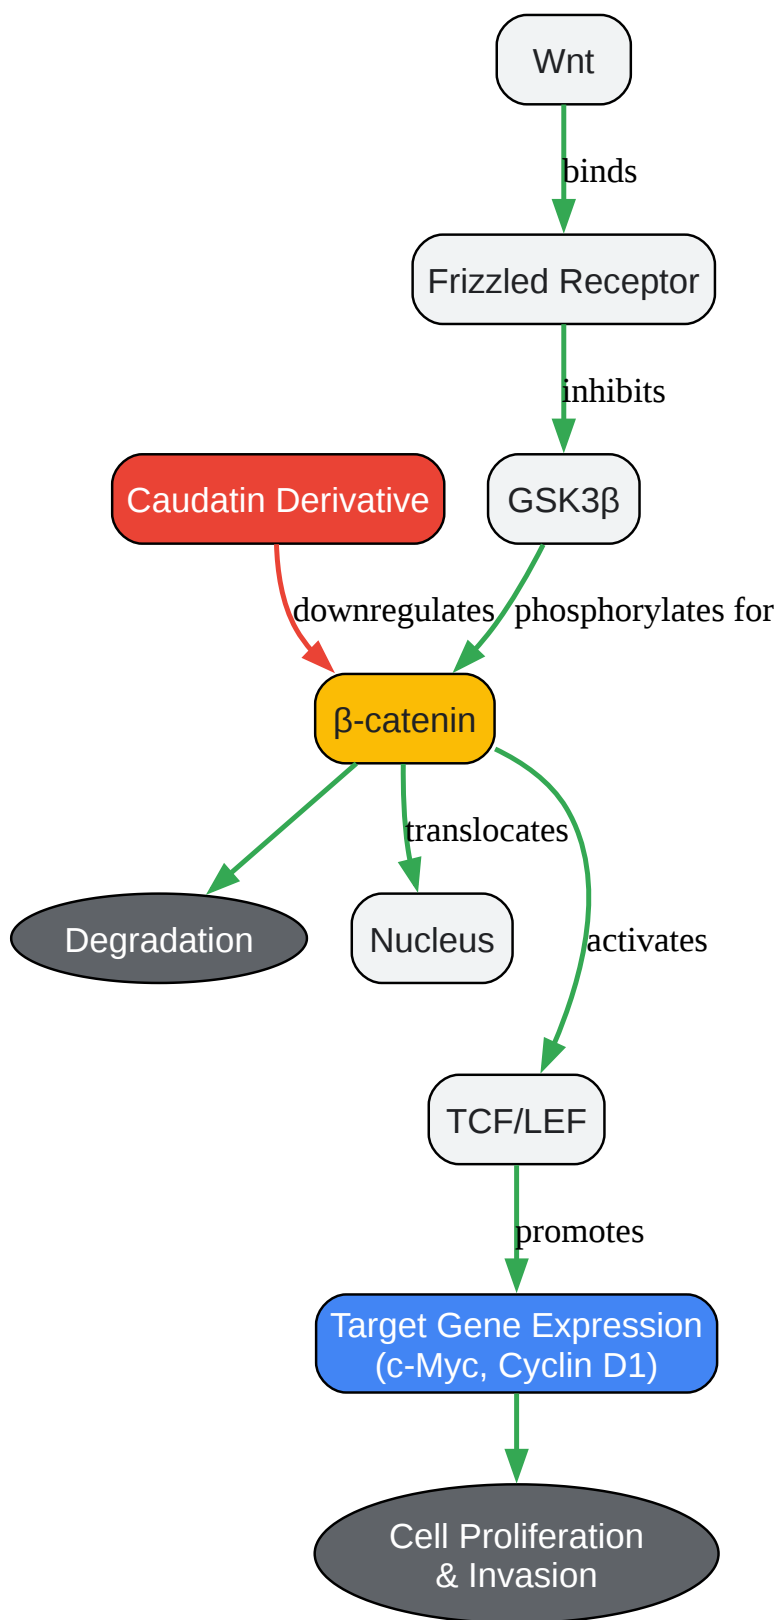 Wnt
binds
Frizzled Receptor
inhibits
Caudatin Derivative
GSK3β
downregulates
phosphorylates for
β-catenin
translocates
Degradation
Nucleus
activates
TCF/LEF
promotes
Target Gene Expression
(c-Myc, Cyclin D1)
Cell Proliferation
& Invasion